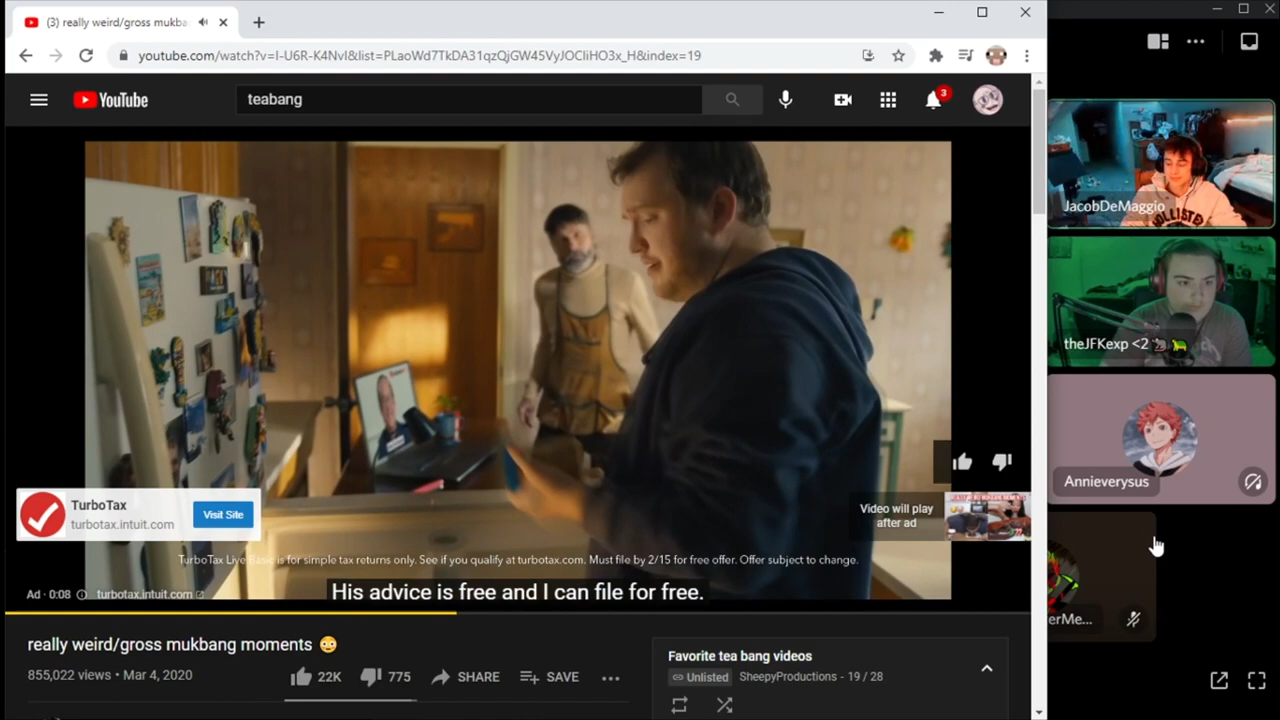 (3) really weird/gross mukba
youtube.com/watch?v=I-U6R-K4NvI&list=PLaoWd7TkDA31qzQjGW45VyJOCIiHO3x_H&index=19
YouTube
teabang
3
JacobDeMaggio
HOLLISTER
theJFKexp <2
Annieverysus
erMe...
TurboTax
turbotax.intuit.com
Visit Site
Video will play
after ad
TurboTax Live Basic is for simple tax returns only. See if you qualify at turbotax.com. Must file by 2/15 for free offer. Offer subject to change.
His advice is free and I can file for free.
Ad · 0:08 turbotax.intuit.com
really weird/gross mukbang moments
855,022 views • Mar 4, 2020
22K
775
SHARE
SAVE
Favorite tea bang videos
Unlisted SheepyProductions - 19 / 28